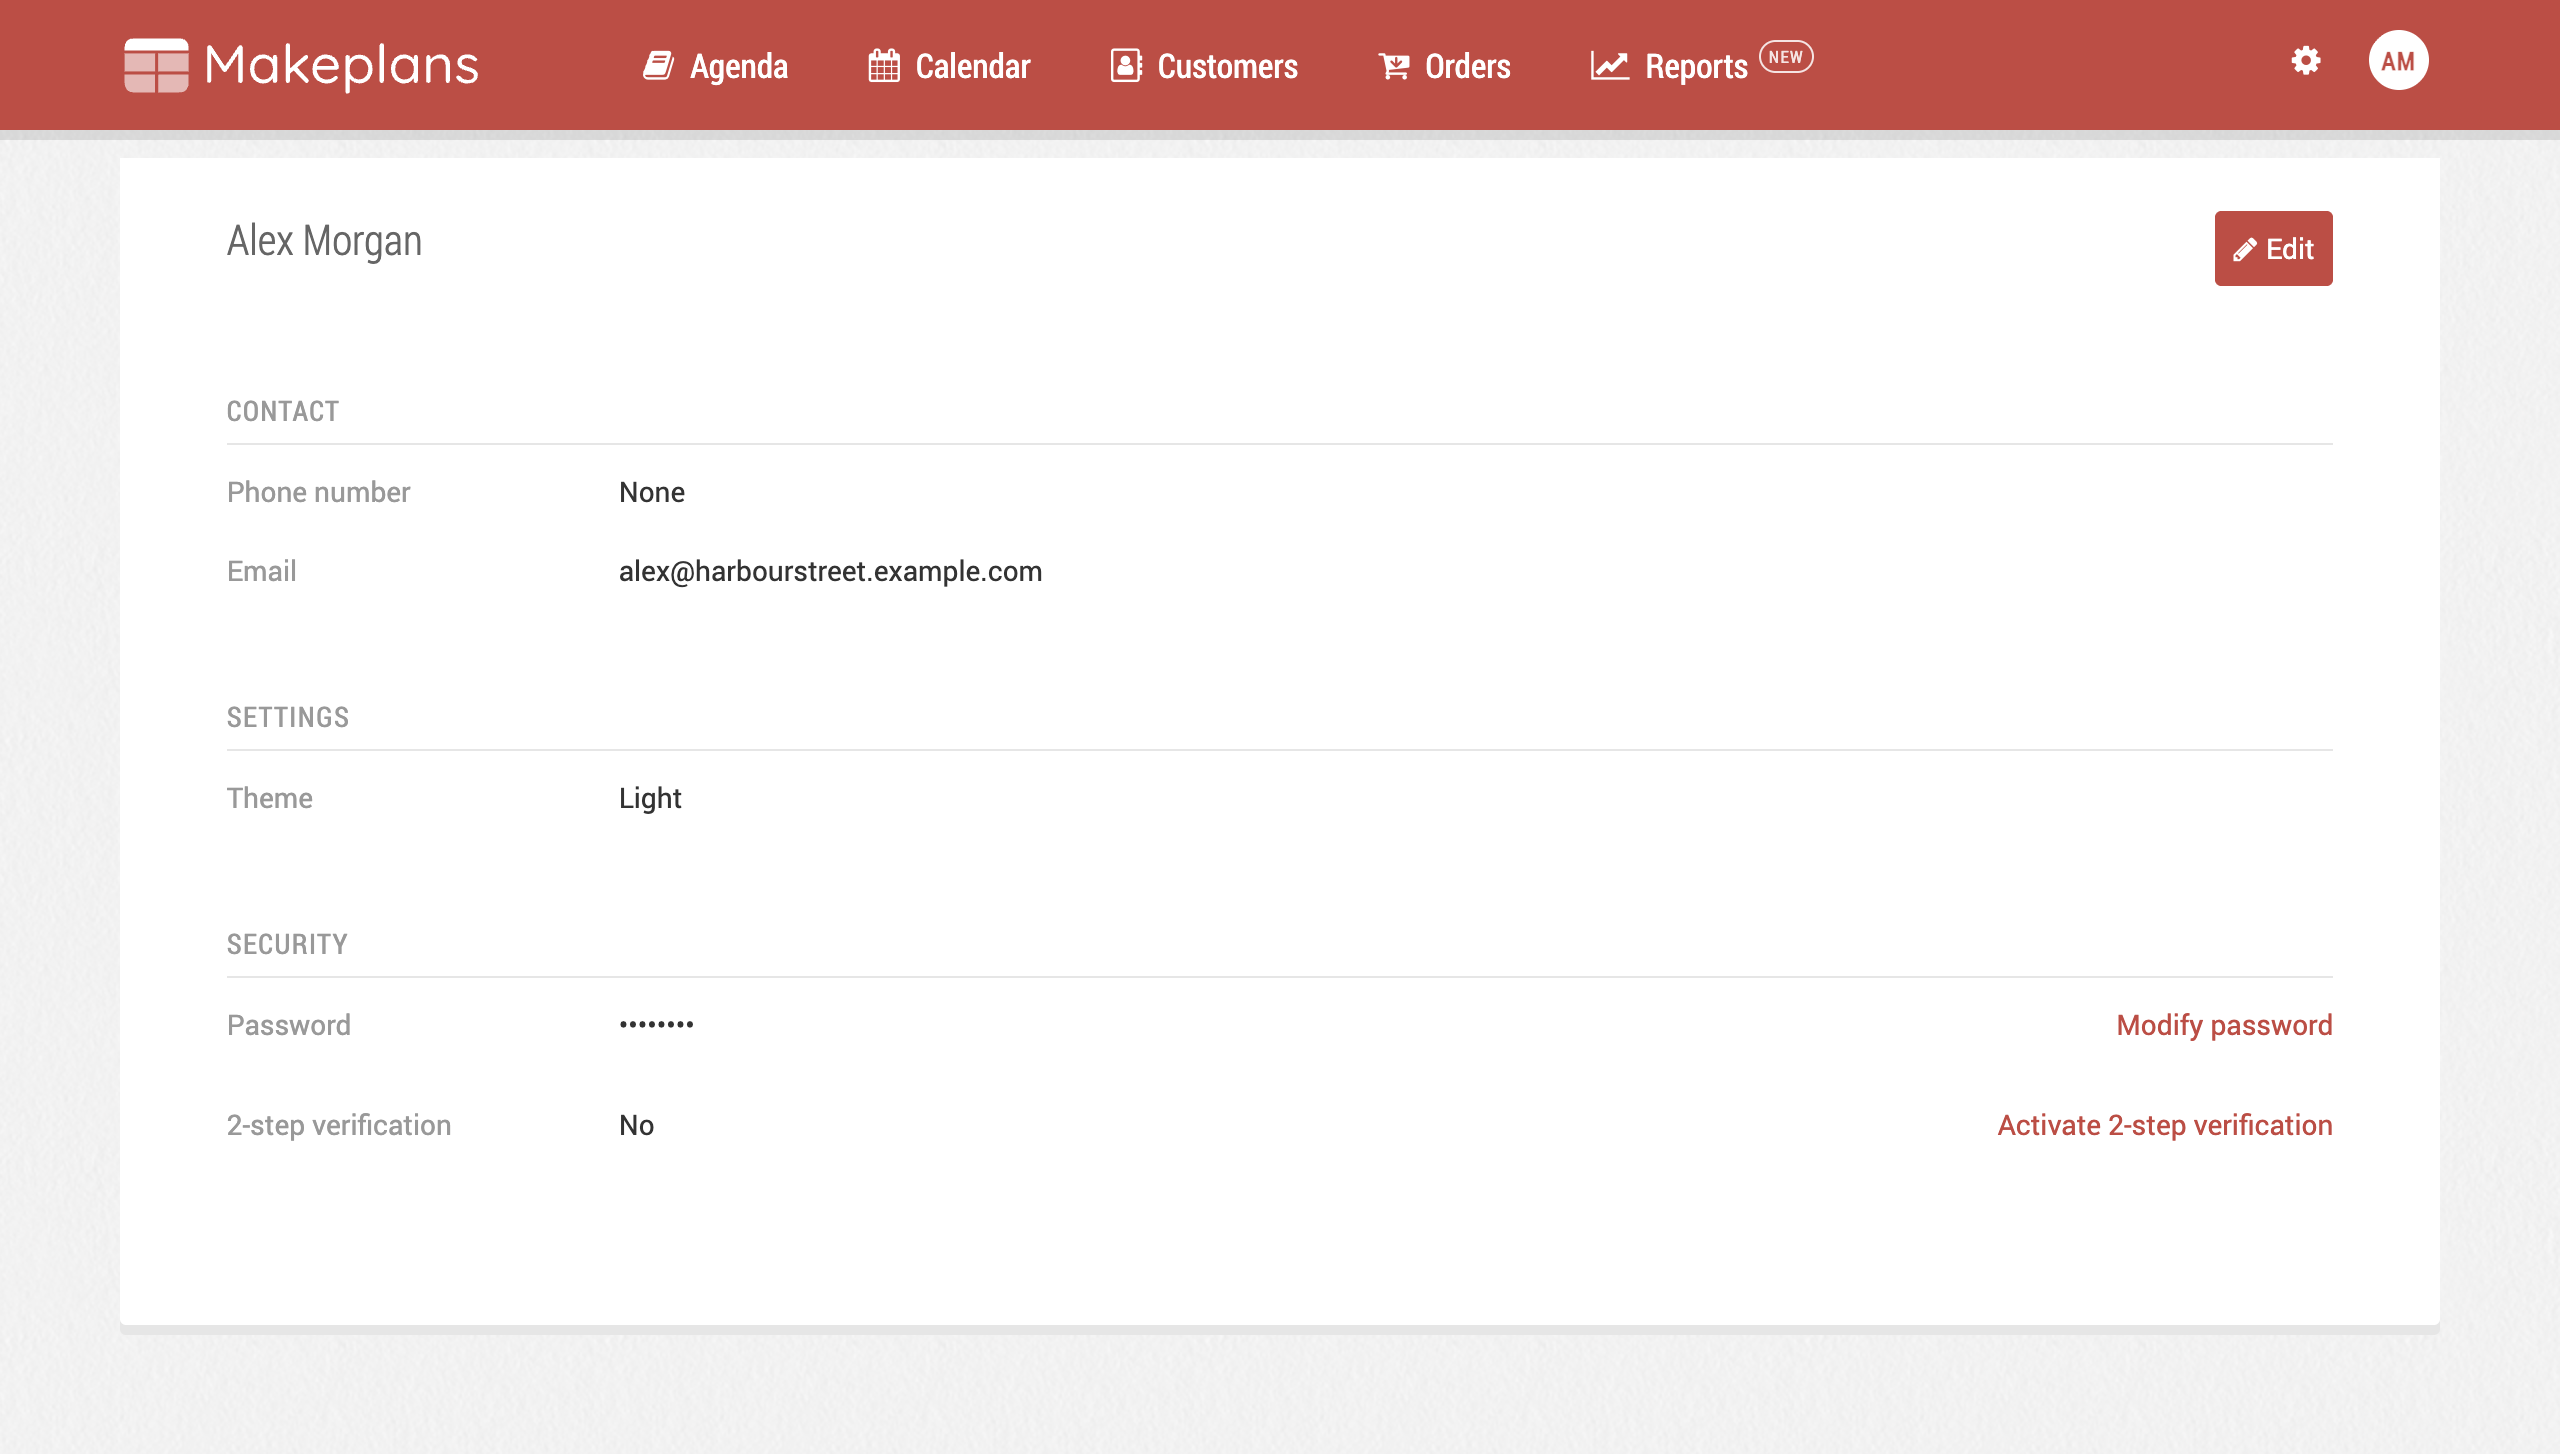 Makeplans
Agenda
Calendar
Customers
Orders
Reports NEW
AM
Alex Morgan
Edit
CONTACT
Phone number None
Email alex@harbourstreet.example.com
SETTINGS
Theme Light
SECURITY
Password •••••••• Modify password
2-step verification No Activate 2-step verification